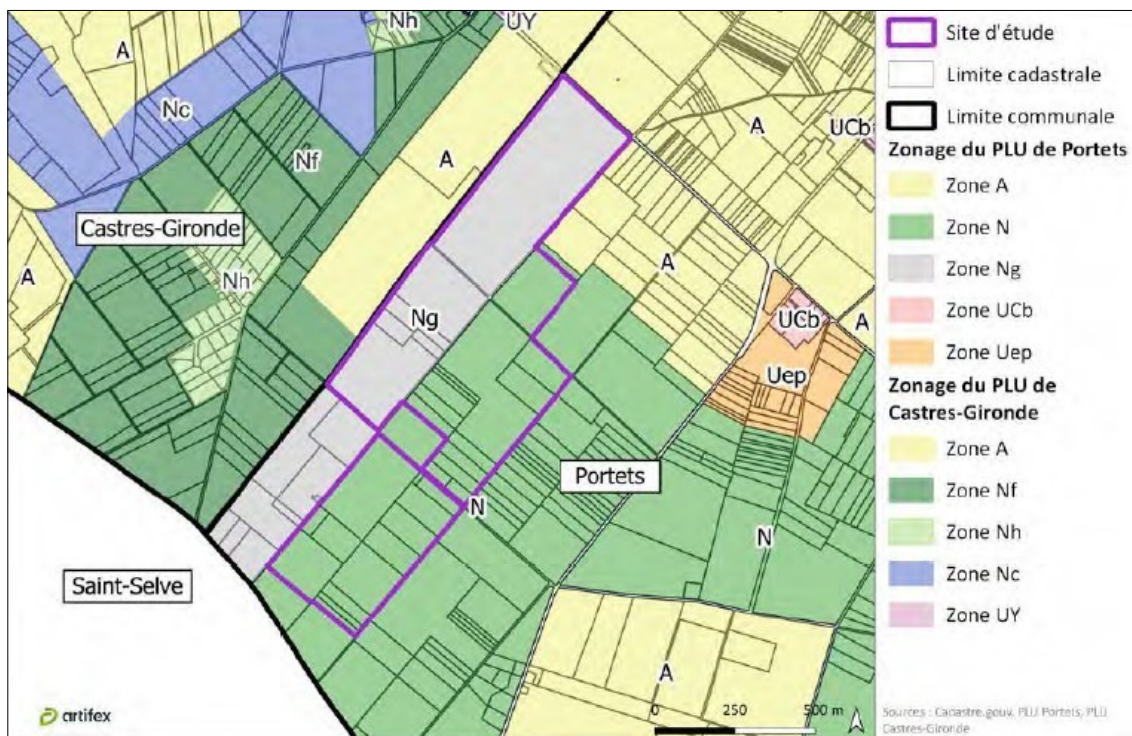 Nh
UY
A
A
Nc
Nf
A
A
UCb
Castres-Gironde
Nh
A
A
Ng
UCb
A
Uep
Portets
N
N
Saint-Selve
A
artifex
0 250 500 m
Site d'étude
Limite cadastrale
Limite communale
Zonage du PLU de Portets
Zone A
Zone N
Zone Ng
Zone UCb
Zone Uep
Zonage du PLU de
Castres-Gironde
Zone A
Zone Nf
Zone Nh
Zone Nc
Zone UY
Sources : Cadastre.gouv, PLU Portets, PLU
Castres-Gironde